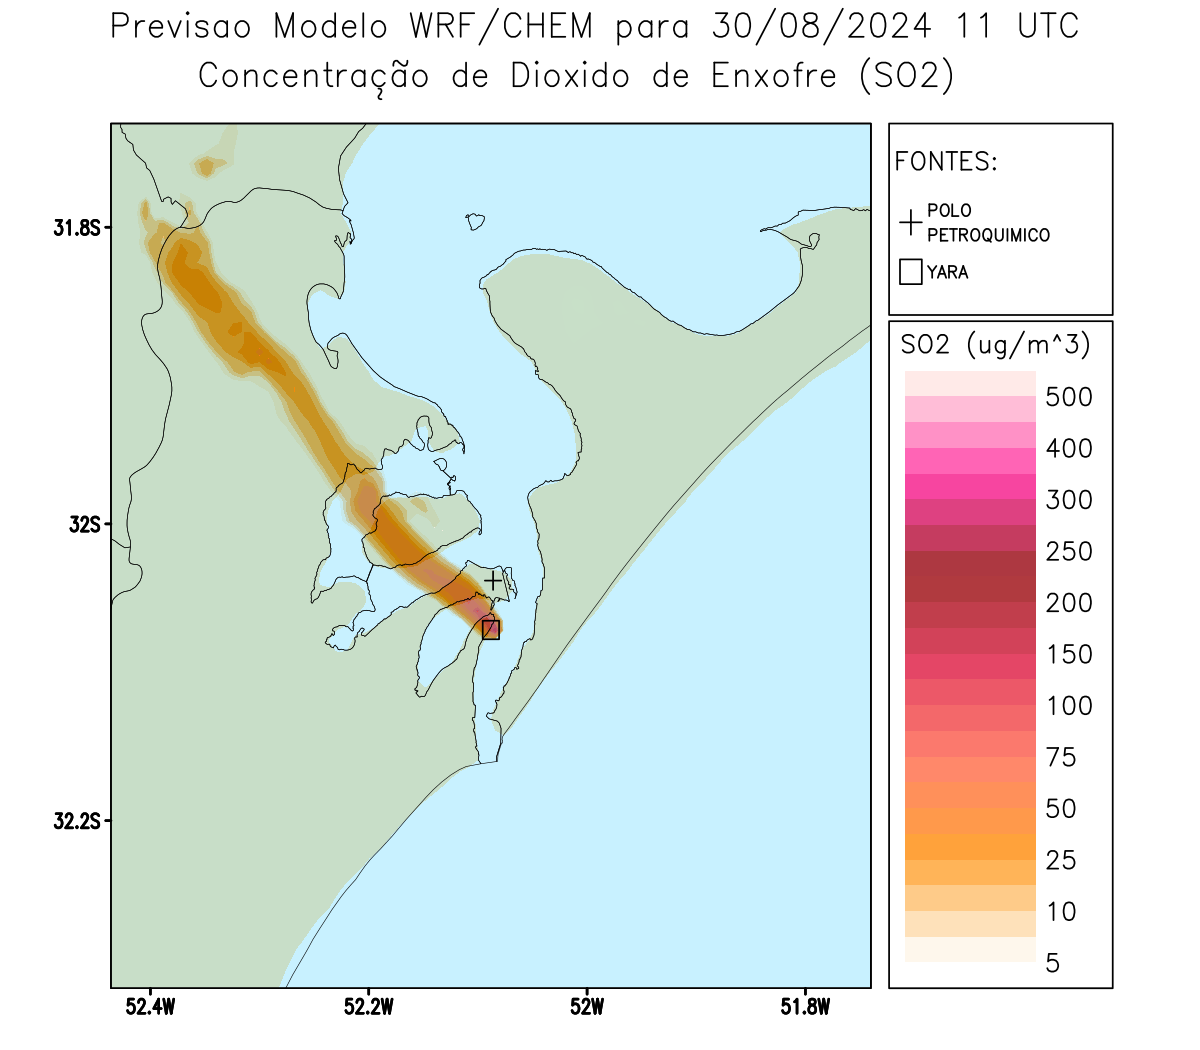 Previsao Modelo WRF/CHEM para 30/08/2024 11 UTC
Concentração de Dioxido de Enxofre (SO2)
FONTES:
POLO
PETROQUIMICO
YARA
SO2 (ug/m^3)
500
400
300
250
200
150
100
75
50
25
10
5
31.8S
32S
32.2S
52.4W
52.2W
52W
51.8W